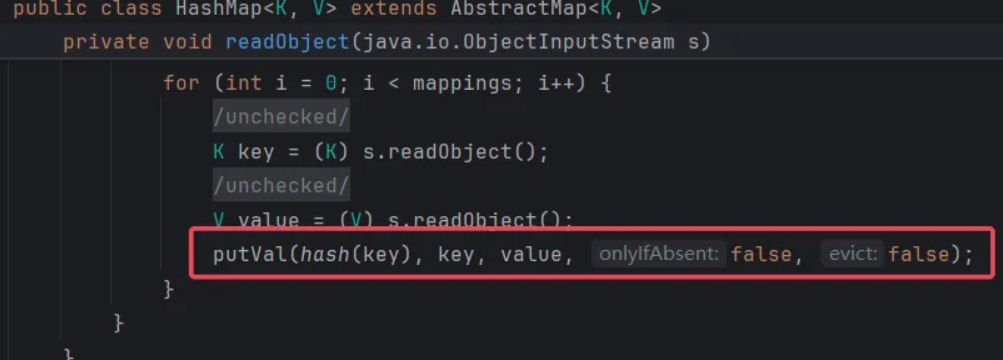 public class HashMap<K, V> extends AbstractMap<K, V>
private void readObject(java.io.ObjectInputStream s)
for (int i = 0; i < mappings; i++) {
/unchecked/
K key = (K) s.readObject();
/unchecked/
V value = (V) s.readObject();
putVal(hash(key), key, value, onlyIfAbsent: false, evict: false);
}
}
}